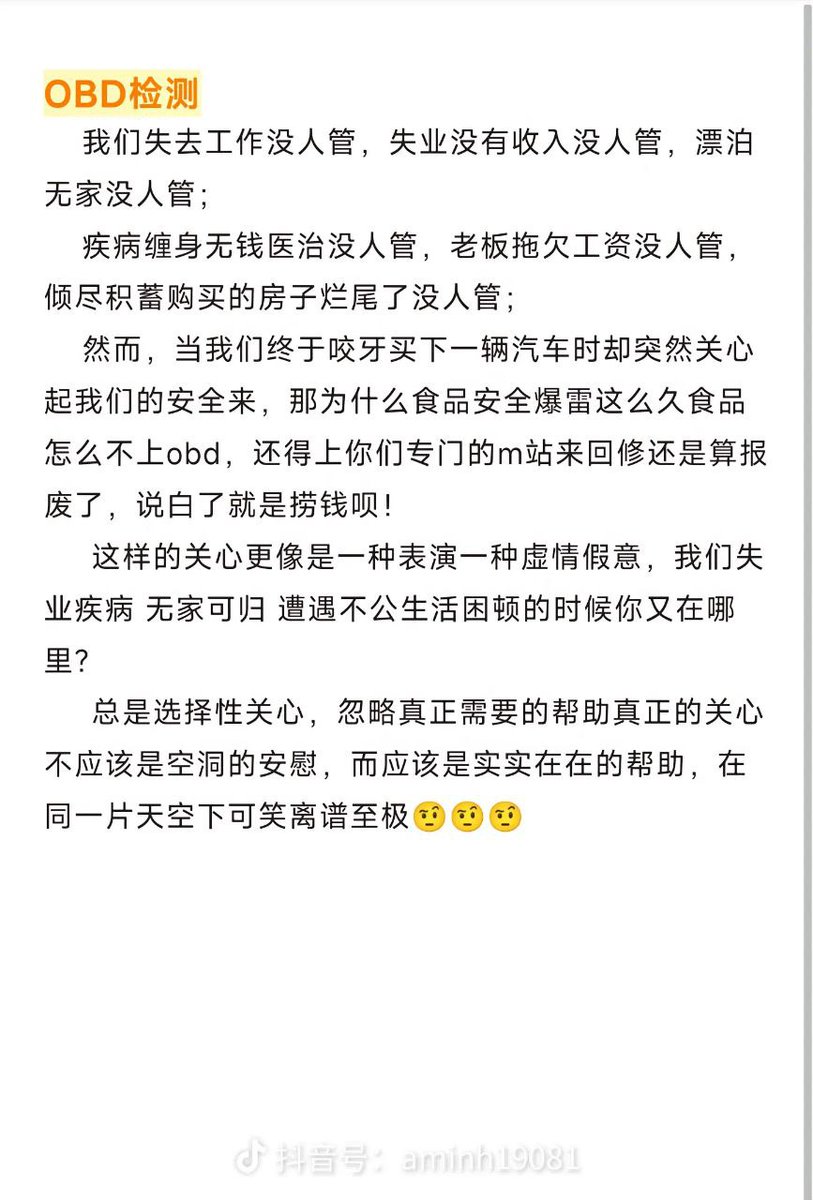 OBD检测
我们失去工作没人管，失业没有收入没人管，漂泊
无家没人管；
疾病缠身无钱医治没人管，老板拖欠工资没人管，
倾尽积蓄购买的房子烂尾了没人管；
然而，当我们终于咬牙买下一辆汽车时却突然关心
起我们的安全来，那为什么食品安全爆雷这么久食品
怎么不上obd，还得上你们专门的m站来回修还是算报
废了，说白了就是捞钱呗！
这样的关心更像是一种表演一种虚情假意，我们失
业疾病 无家可归 遭遇不公生活困顿的时候你又在哪
里？
总是选择性关心，忽略真正需要的帮助真正的关心
不应该是空洞的安慰，而应该是实实在在的帮助，在
同一片天空下可笑离谱至极🤨🤨🤨
抖音号：aminh19081